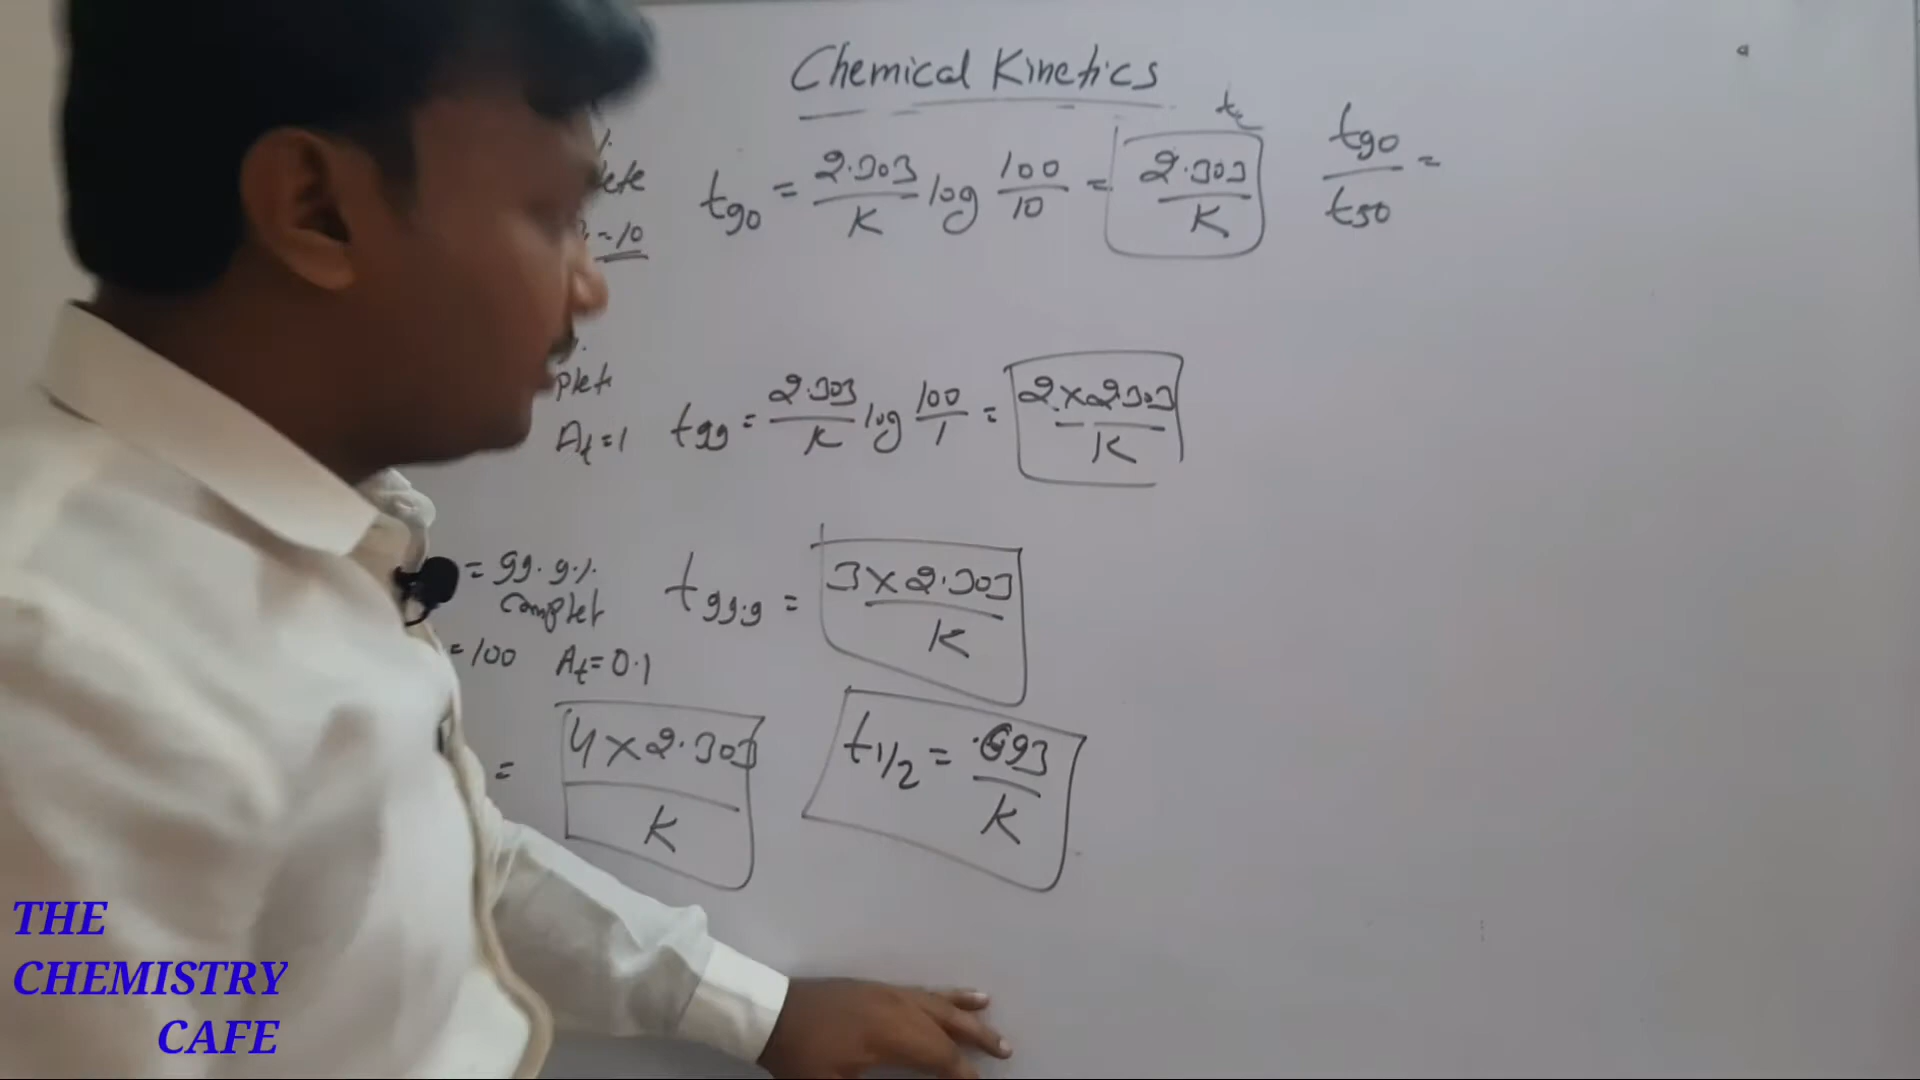 Chemical Kinetics
t90 = 2.303/K log 100/10 = 2.303/K
t90/t50 =
= 10
At = 1 t99 = 2.303/K log 100/1 = 2 x 2.303/K
= 99.9%
complet
t99.9 = 3 x 2.303/K
= 100 At = 0.1
= 4 x 2.303/K
t1/2 = .693/K
THE
CHEMISTRY
CAFE